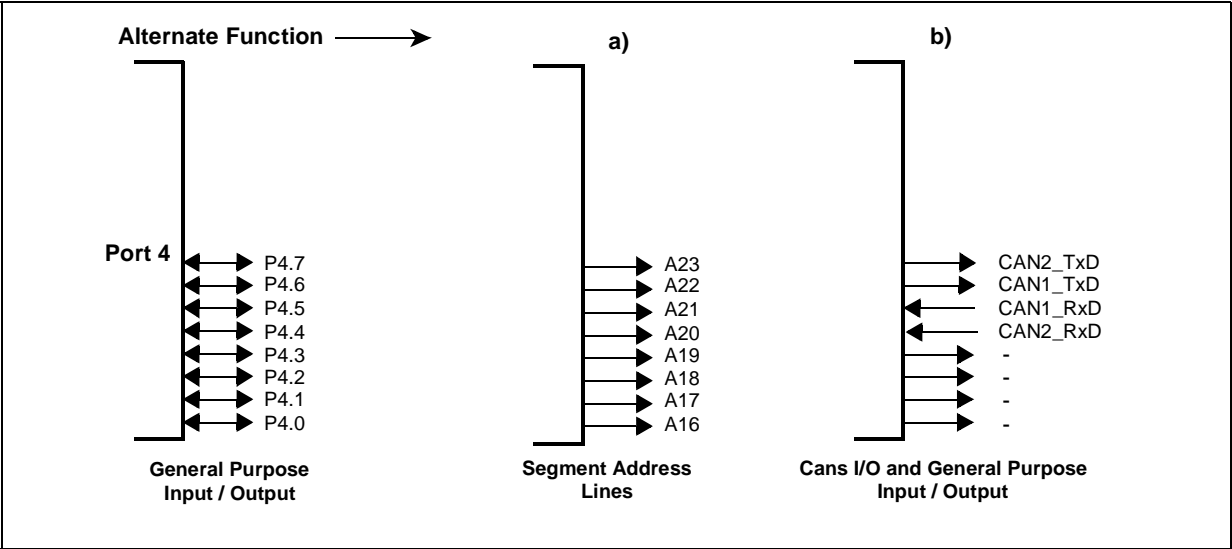 Alternate Function
a)
b)
Port 4
P4.7
P4.6
P4.5
P4.4
P4.3
P4.2
P4.1
P4.0
General Purpose
Input / Output
A23
A22
A21
A20
A19
A18
A17
A16
Segment Address
Lines
CAN2_TxD
CAN1_TxD
CAN1_RxD
CAN2_RxD
-
-
-
-
Cans I/O and General Purpose
Input / Output